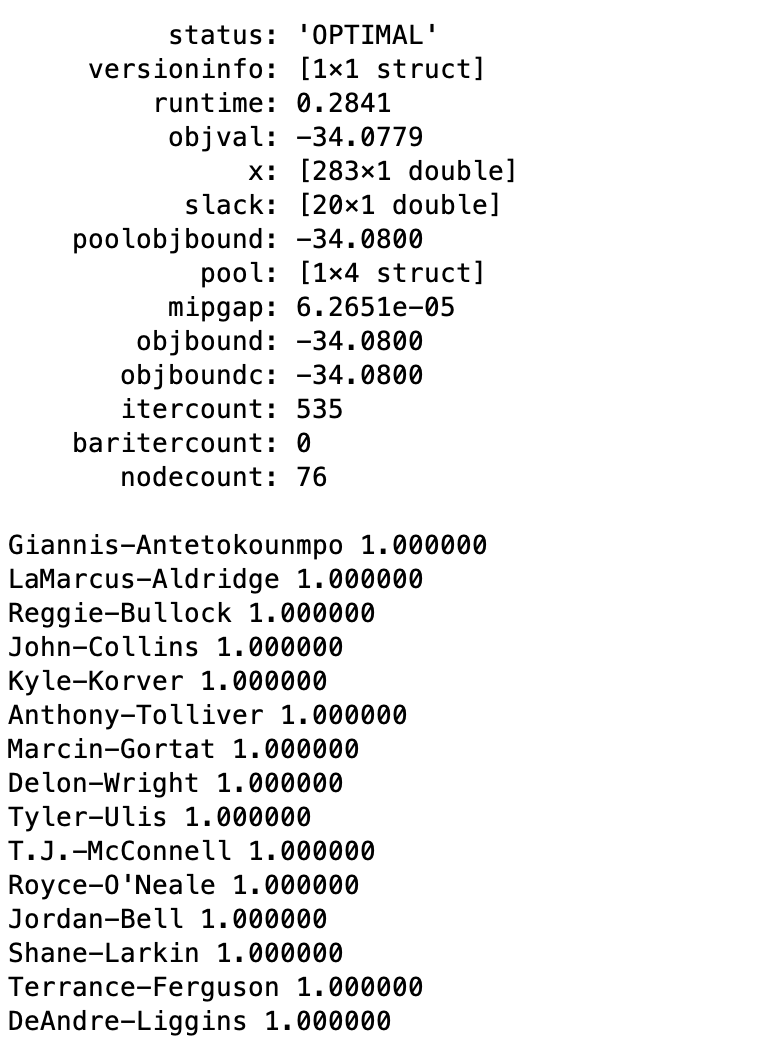 status: 'OPTIMAL'
versioninfo: [1×1 struct]
runtime: 0.2841
objval: -34.0779
x: [283×1 double]
slack: [20×1 double]
poolobjbound: -34.0800
pool: [1×4 struct]
mipgap: 6.2651e-05
objbound: -34.0800
objboundc: -34.0800
itercount: 535
baritercount: 0
nodecount: 76
Giannis-Antetokounmpo 1.000000
LaMarcus-Aldridge 1.000000
Reggie-Bullock 1.000000
John-Collins 1.000000
Kyle-Korver 1.000000
Anthony-Tolliver 1.000000
Marcin-Gortat 1.000000
Delon-Wright 1.000000
Tyler-Ulis 1.000000
T.J.-McConnell 1.000000
Royce-O'Neale 1.000000
Jordan-Bell 1.000000
Shane-Larkin 1.000000
Terrance-Ferguson 1.000000
DeAndre-Liggins 1.000000